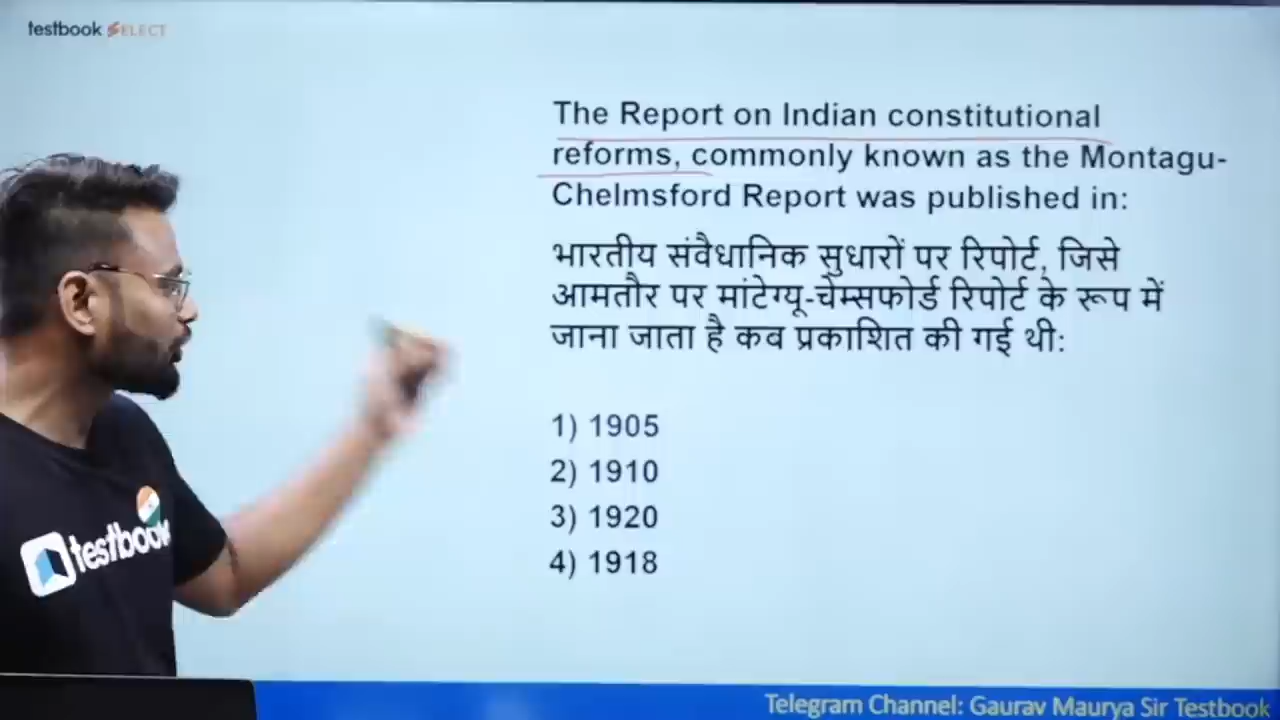 testbook SELECT
The Report on Indian constitutional
reforms, commonly known as the Montagu-
Chelmsford Report was published in:
भारतीय संवैधानिक सुधारों पर रिपोर्ट, जिसे
आमतौर पर मांटेग्यू-चेम्सफोर्ड रिपोर्ट के रूप में
जाना जाता है कव प्रकाशित की गई थी:
1) 1905
2) 1910
3) 1920
4) 1918
testbook
Telegram Channel: Gaurav Maurya Sir Testbook